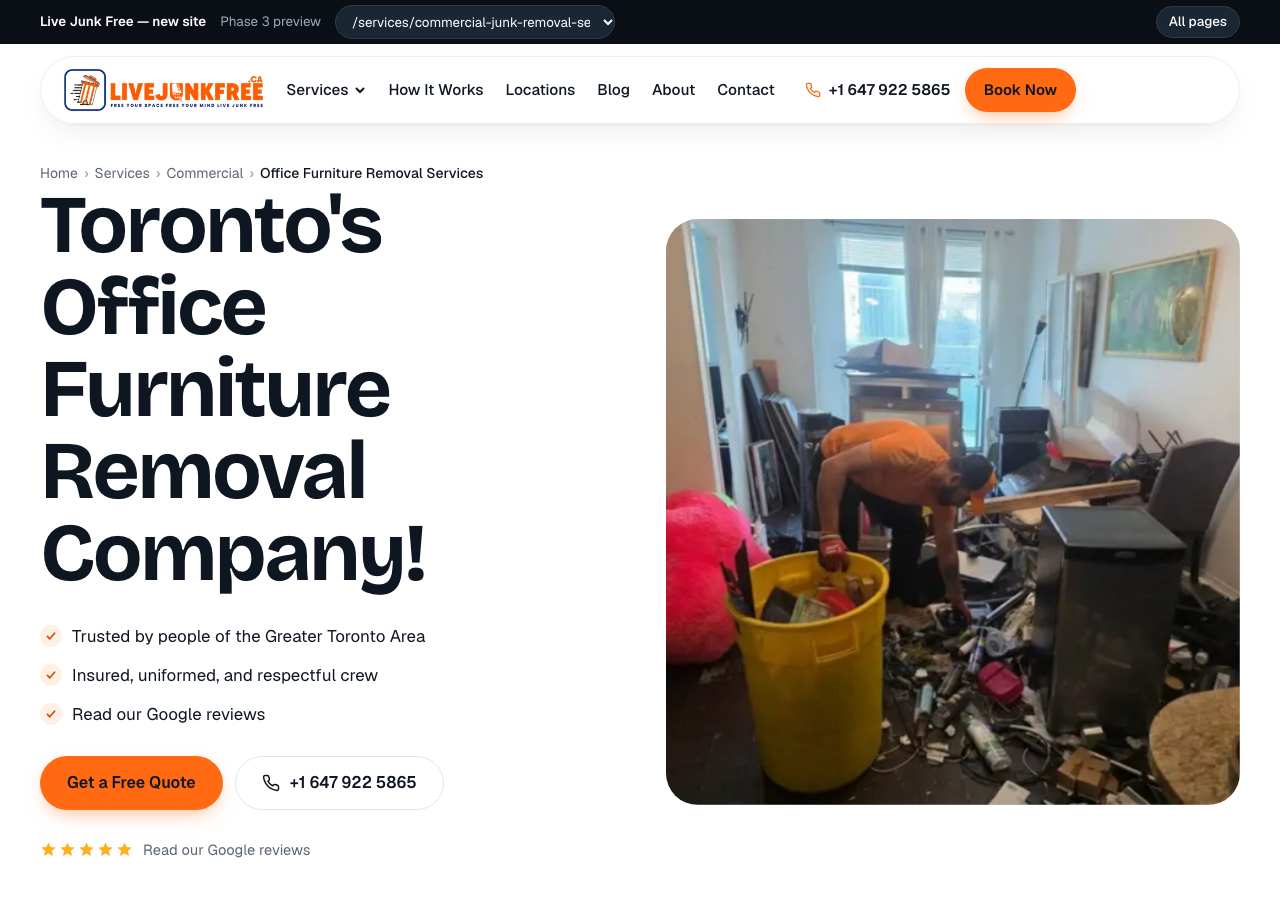 Live Junk Free — new site Phase 3 preview /services/commercial-junk-removal-se All pages
LIVEJUNKFREE .CA
FREE YOUR SPACE FREE YOUR MIND LIVE JUNK FREE
Services How It Works Locations Blog About Contact +1 647 922 5865 Book Now
Home › Services › Commercial › Office Furniture Removal Services
Toronto's
Office
Furniture
Removal
Company!
Trusted by people of the Greater Toronto Area
Insured, uniformed, and respectful crew
Read our Google reviews
Get a Free Quote +1 647 922 5865
Read our Google reviews